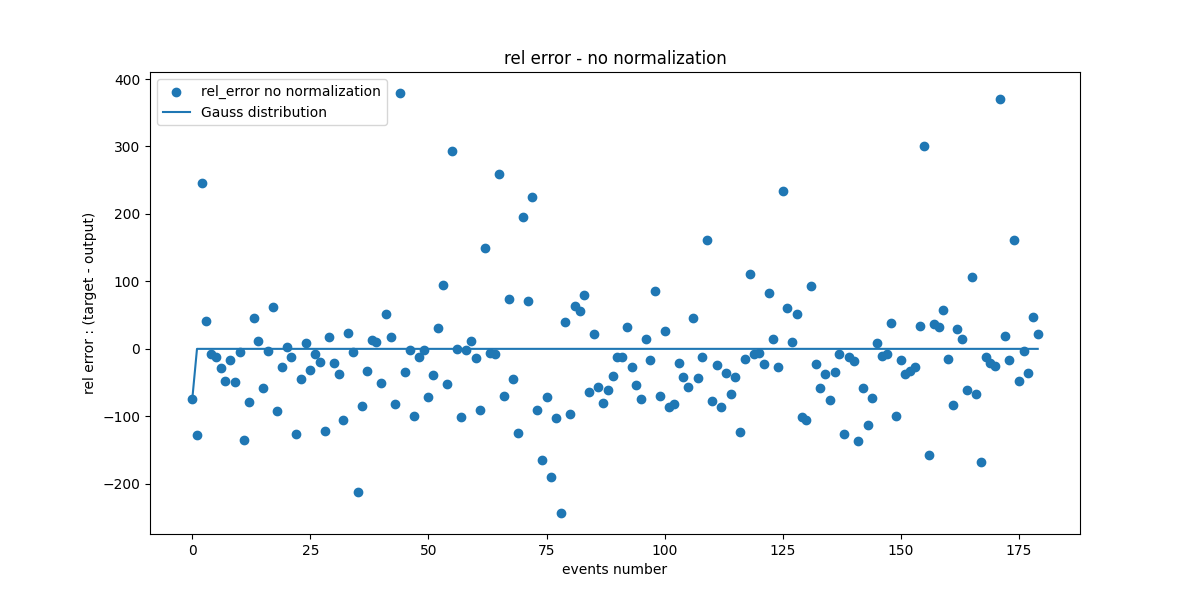 rel error - no normalization
rel_error no normalization
Gauss distribution
400
300
200
100
0
−100
−200
rel error : (target - output)
0 25 50 75 100 125 150 175
events number